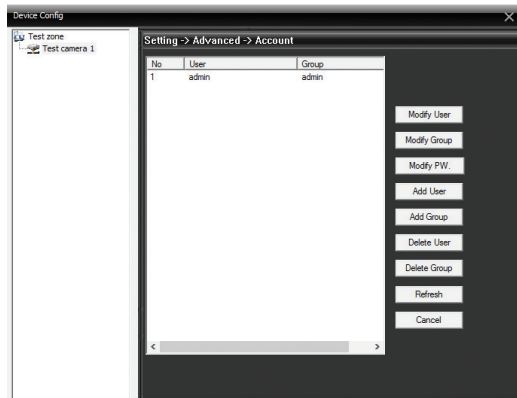 Device Config
Test zone
Test camera 1
Setting -> Advanced -> Account
No User Group
1 admin admin
Modify User
Modify Group
Modify PW.
Add User
Add Group
Delete User
Delete Group
Refresh
Cancel